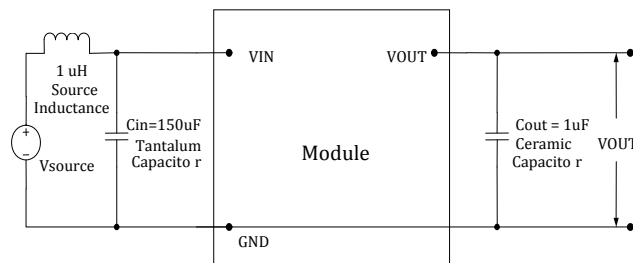 VIN
VOUT
1 uH
Source
Inductance
Cin=150uF
Tantalum
Capacito r
+
−
Vsource
Module
Cout = 1uF
Ceramic
Capacito r
VOUT
GND